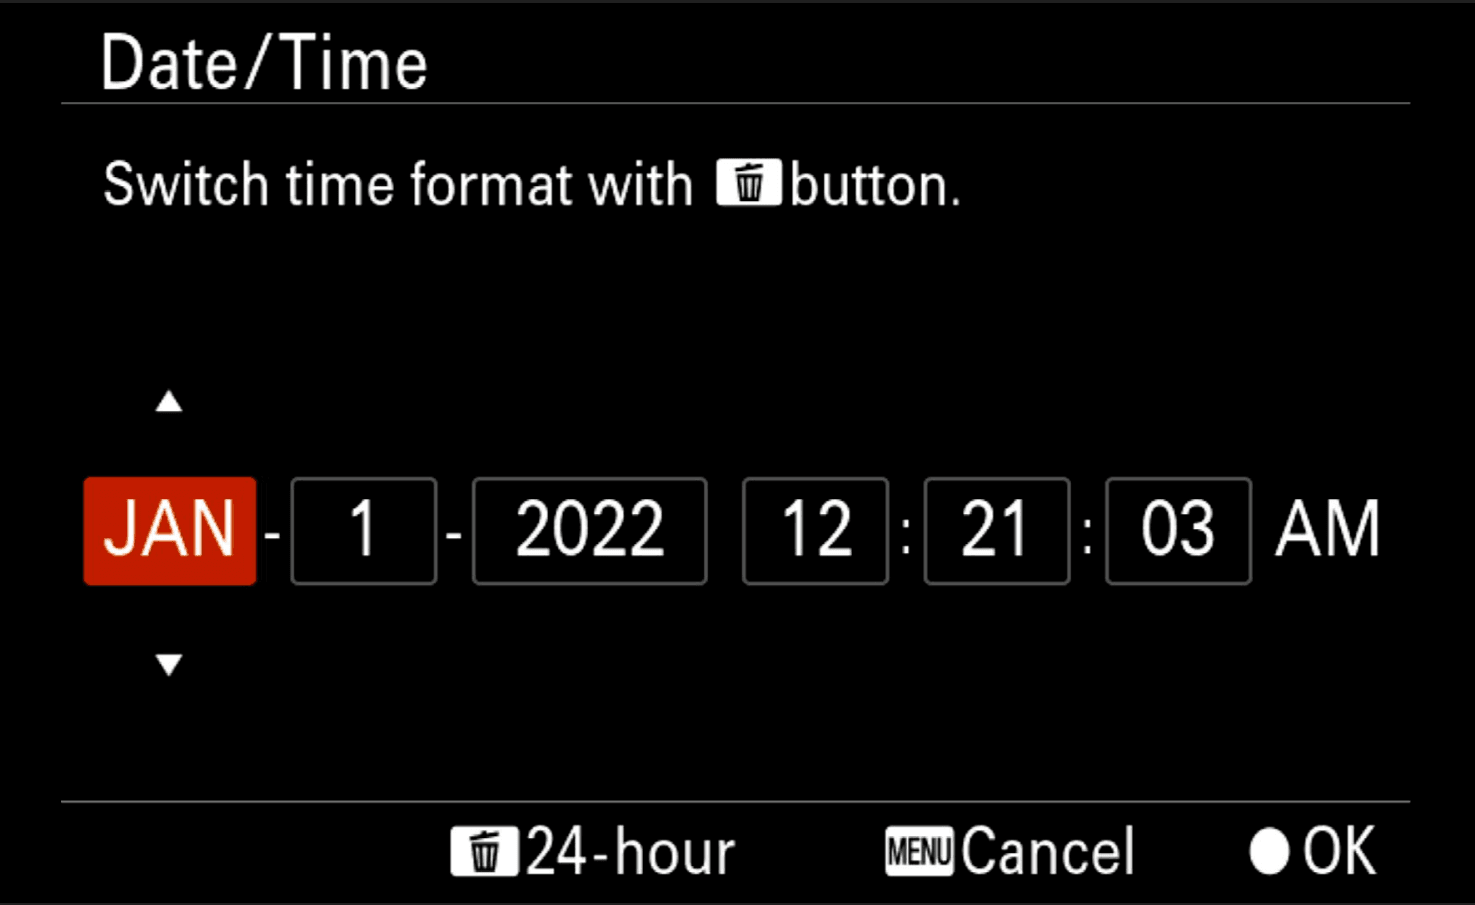 Date/Time
Switch time format with button.
JAN - 1 - 2022 12 : 21 : 03 AM
24-hour MENU Cancel OK